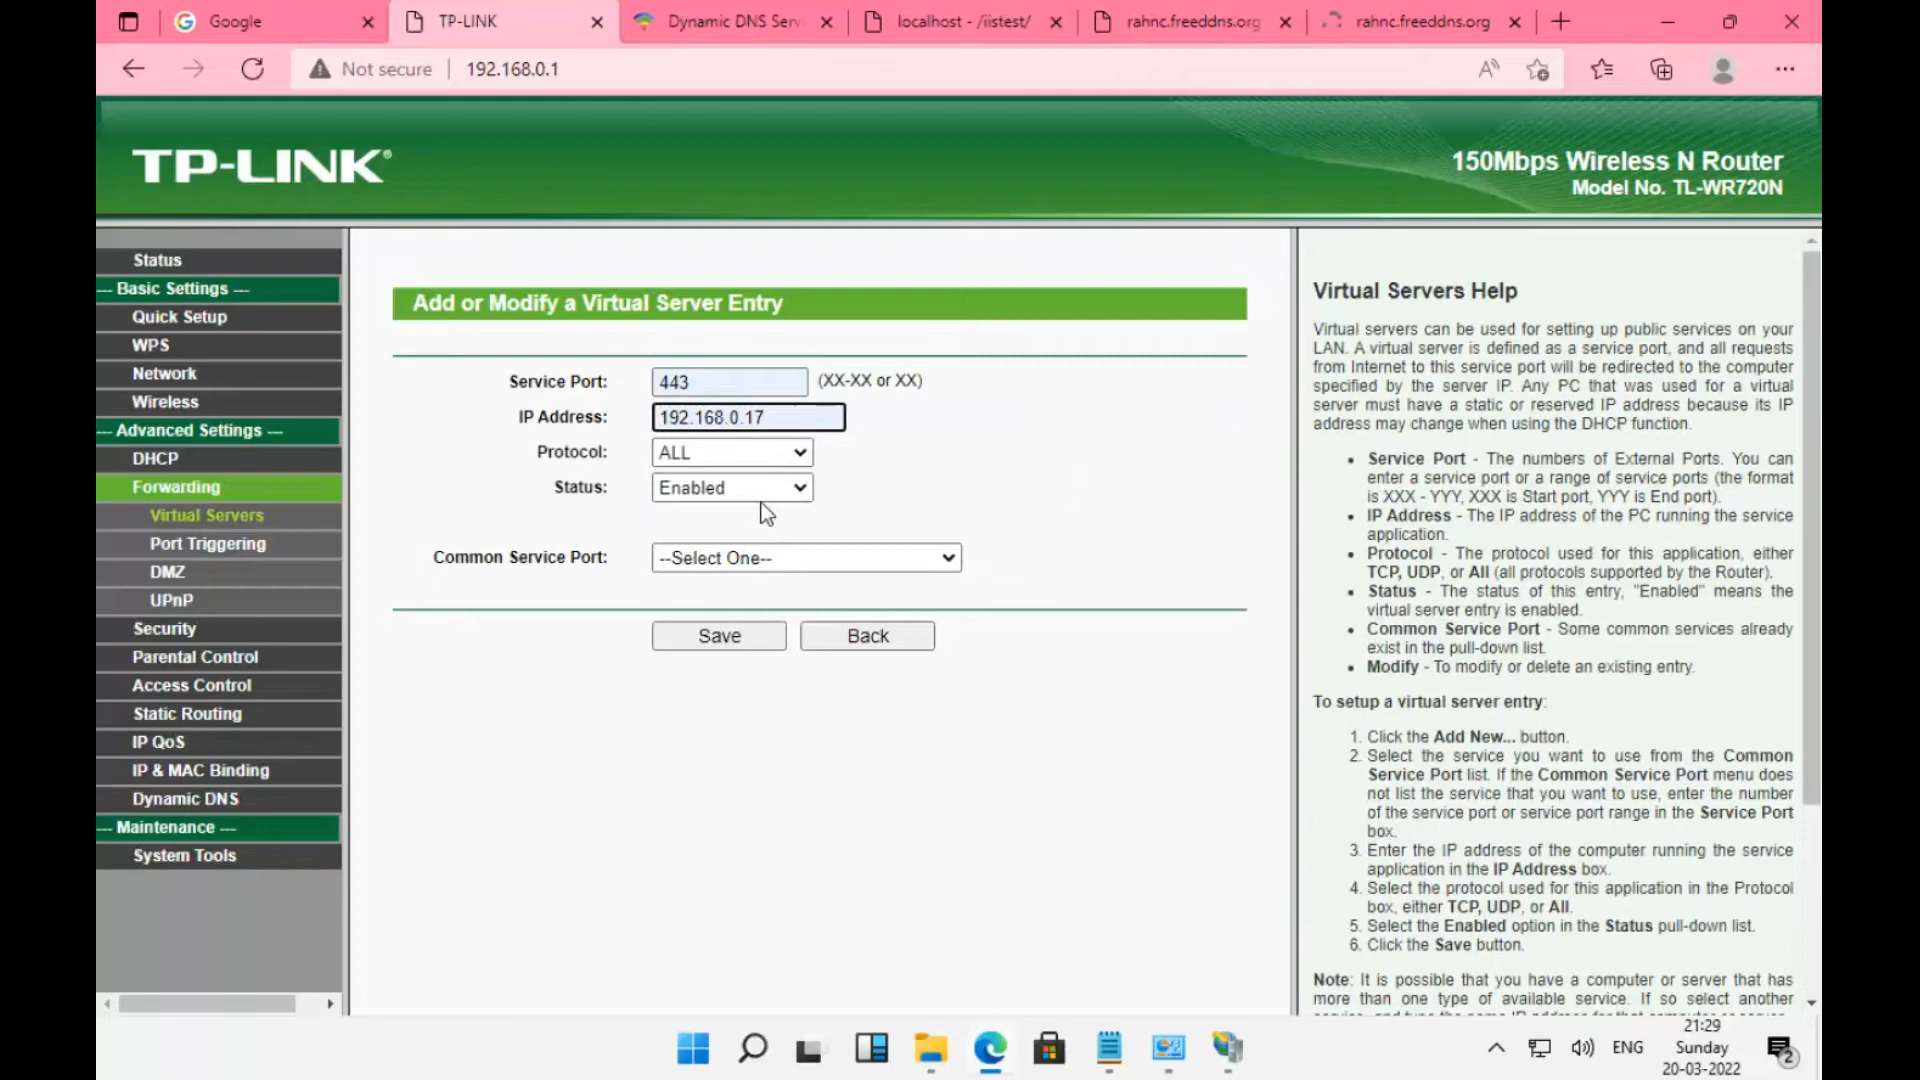 Google
TP-LINK
Dynamic DNS Serv
localhost - /iistest/
rahnc.freeddns.org
rahnc.freeddns.org
Not secure
192.168.0.1
TP-LINK®
150Mbps Wireless N Router
Model No. TL-WR720N
Status
--- Basic Settings ---
Quick Setup
WPS
Network
Wireless
--- Advanced Settings ---
DHCP
Forwarding
Virtual Servers
Port Triggering
DMZ
UPnP
Security
Parental Control
Access Control
Static Routing
IP QoS
IP & MAC Binding
Dynamic DNS
--- Maintenance ---
System Tools
Add or Modify a Virtual Server Entry
Service Port: 443 (XX-XX or XX)
IP Address: 192.168.0.17
Protocol: ALL
Status: Enabled
Common Service Port: --Select One--
Save Back
Virtual Servers Help
Virtual servers can be used for setting up public services on your
LAN. A virtual server is defined as a service port, and all requests
from Internet to this service port will be redirected to the computer
specified by the server IP. Any PC that was used for a virtual
server must have a static or reserved IP address because its IP
address may change when using the DHCP function.
• Service Port - The numbers of External Ports. You can
enter a service port or a range of service ports (the format
is XXX - YYY, XXX is Start port, YYY is End port).
• IP Address - The IP address of the PC running the service
application.
• Protocol - The protocol used for this application, either
TCP, UDP, or All (all protocols supported by the Router).
• Status - The status of this entry, "Enabled" means the
virtual server entry is enabled.
• Common Service Port - Some common services already
exist in the pull-down list.
• Modify - To modify or delete an existing entry.
To setup a virtual server entry:
1. Click the Add New... button.
2. Select the service you want to use from the Common
Service Port list. If the Common Service Port menu does
not list the service that you want to use, enter the number
of the service port or service port range in the Service Port
box.
3. Enter the IP address of the computer running the service
application in the IP Address box.
4. Select the protocol used for this application in the Protocol
box, either TCP, UDP, or All.
5. Select the Enabled option in the Status pull-down list.
6. Click the Save button.
Note: It is possible that you have a computer or server that has
more than one type of available service. If so select another
ENG
21:29
Sunday
20-03-2022
2